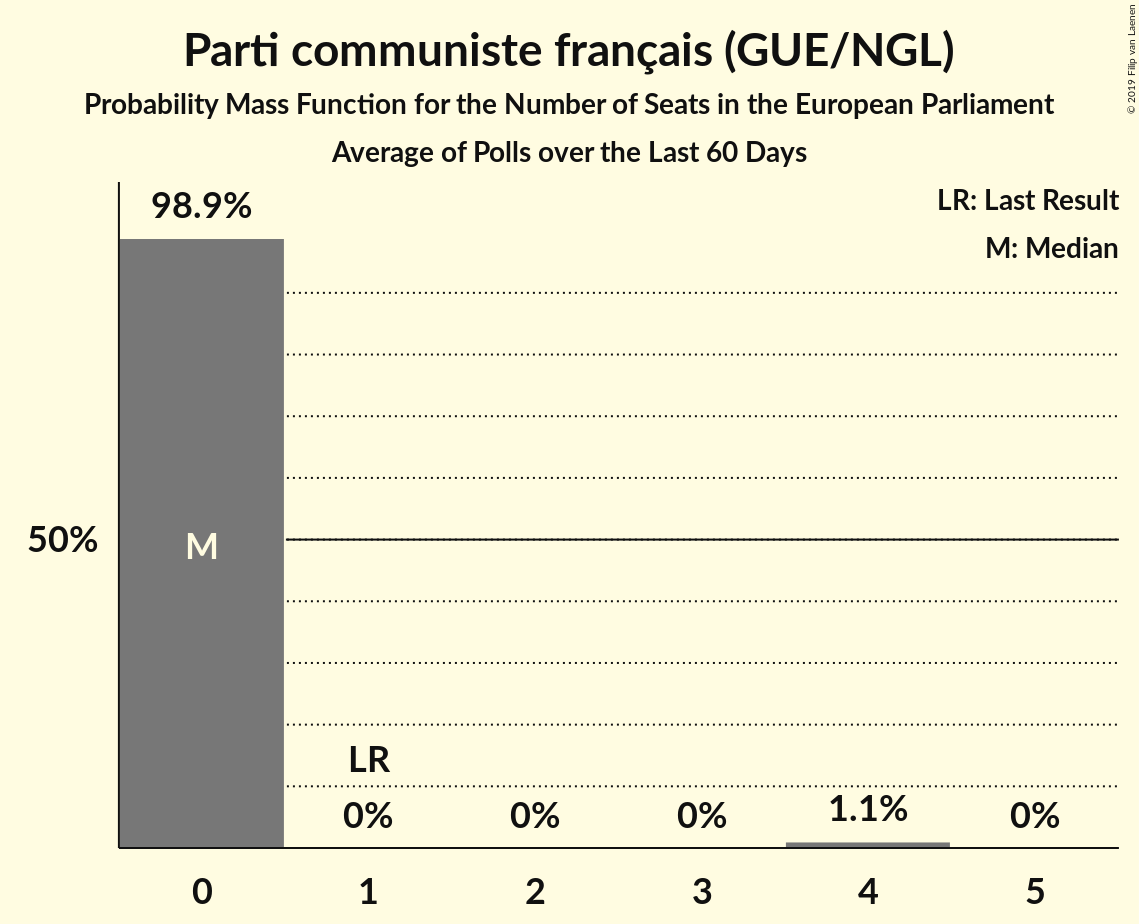 Parti communiste français (GUE/NGL)
Probability Mass Function for the Number of Seats in the European Parliament
Average of Polls over the Last 60 Days
© 2019 Filip van Laenen
LR: Last Result
M: Median
98.9%
50%
M
LR
0%
0%
0%
1.1%
0%
0
1
2
3
4
5